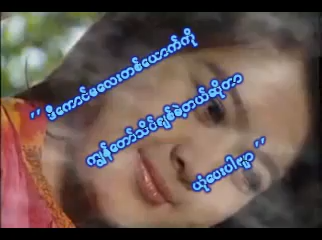 " ဒီကောင်မလေးတစ်ယောက်ကို
ကျွန်တော်သိပ်ချစ်ခဲ့တယ်ဆိုတာ
ယုံပေးပါဗျာ "